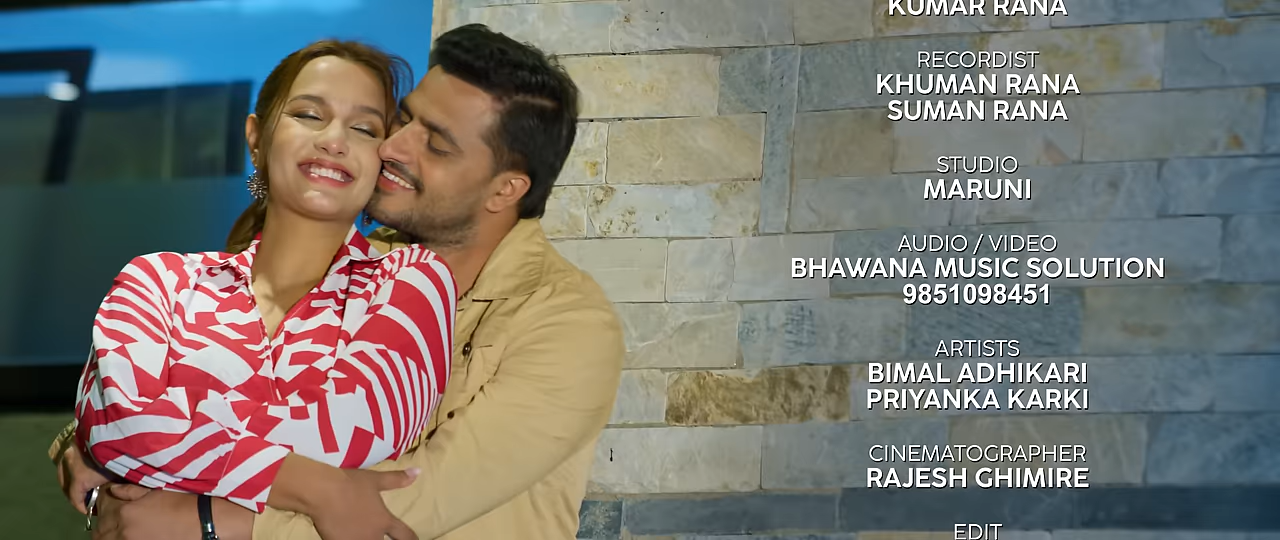 KUMAR RANA
RECORDIST
KHUMAN RANA
SUMAN RANA
STUDIO
MARUNI
AUDIO / VIDEO
BHAWANA MUSIC SOLUTION
9851098451
ARTISTS
BIMAL ADHIKARI
PRIYANKA KARKI
CINEMATOGRAPHER
RAJESH GHIMIRE
EDIT